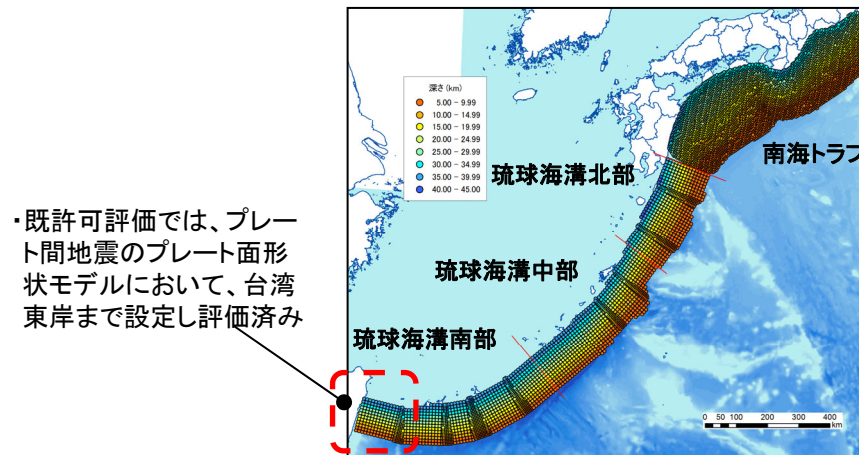 ・既許可評価では、プレー
ト間地震のプレート面形
状モデルにおいて、台湾
東岸まで設定し評価済み
深さ(km)
5.00 - 9.99
10.00 - 14.99
15.00 - 19.99
20.00 - 24.99
25.00 - 29.99
30.00 - 34.99
35.00 - 39.99
40.00 - 45.00
南海トラフ
琉球海溝北部
琉球海溝中部
琉球海溝南部
0 50 100 200 300 400
km